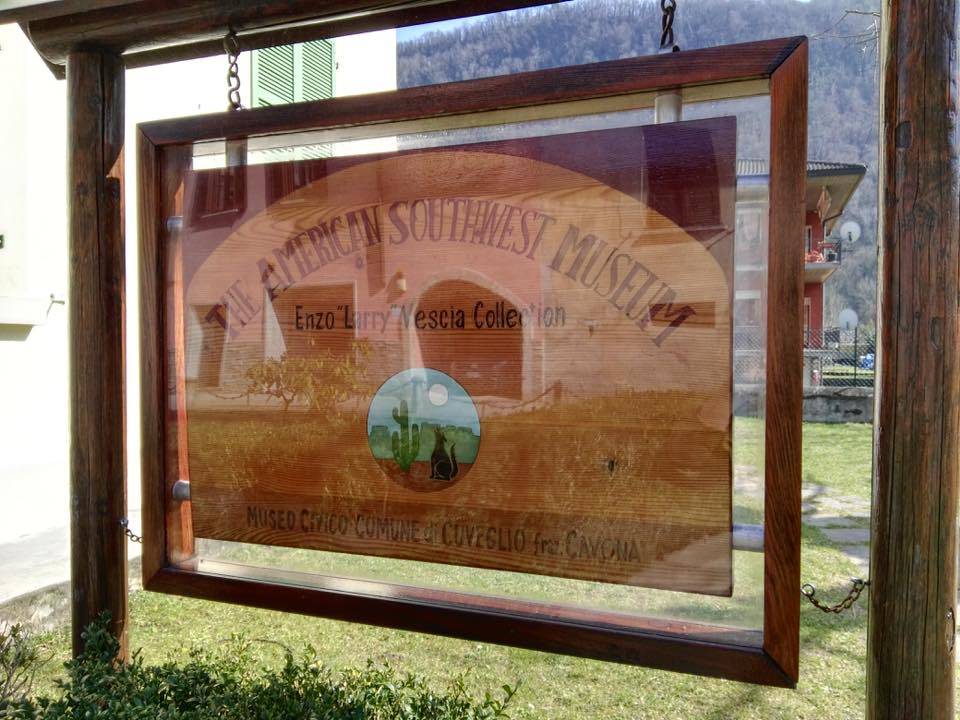 THE AMERICAN SOUTHWEST MUSEUM
Enzo "Larry" Vescia Collection
MUSEO CIVICO COMUNE di CUVEGLIO fraz. CAVONA